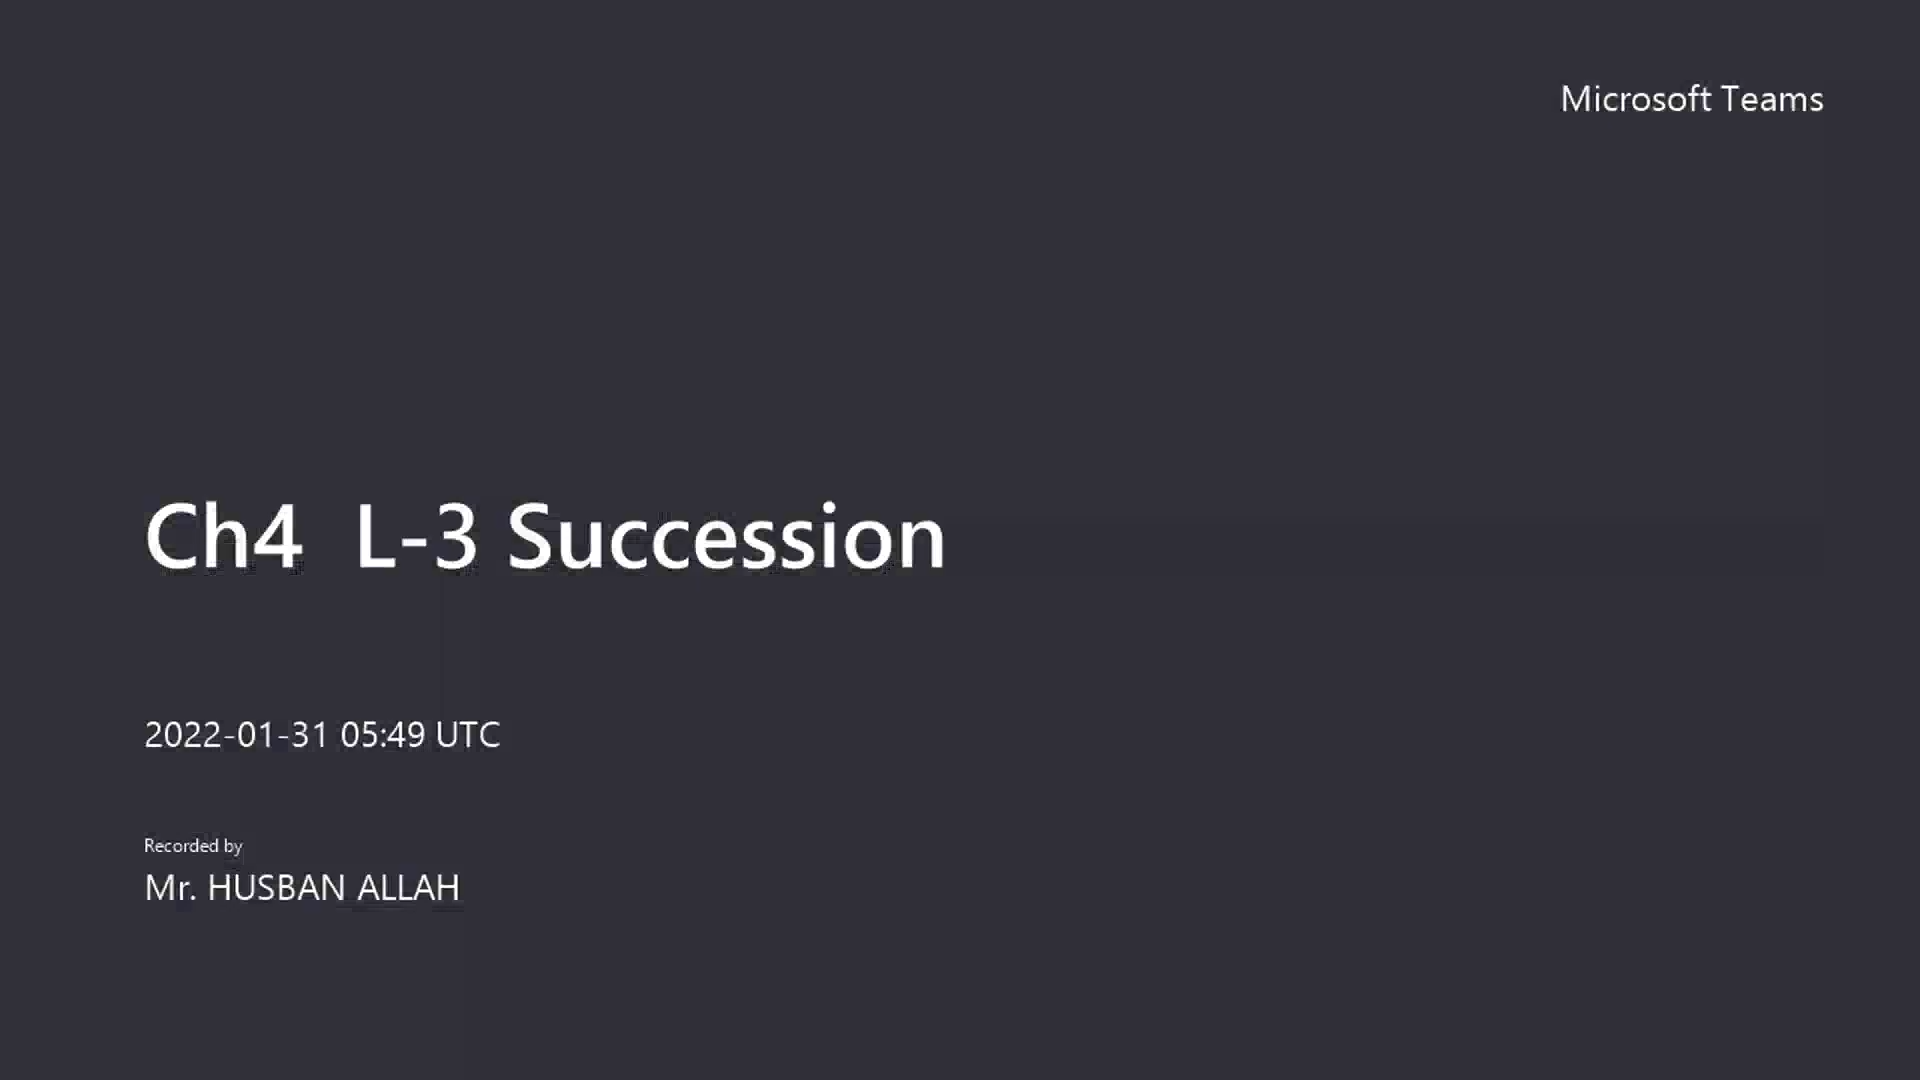 Microsoft Teams
Ch4  L-3 Succession
2022-01-31 05:49 UTC
Recorded by
Mr. HUSBAN ALLAH